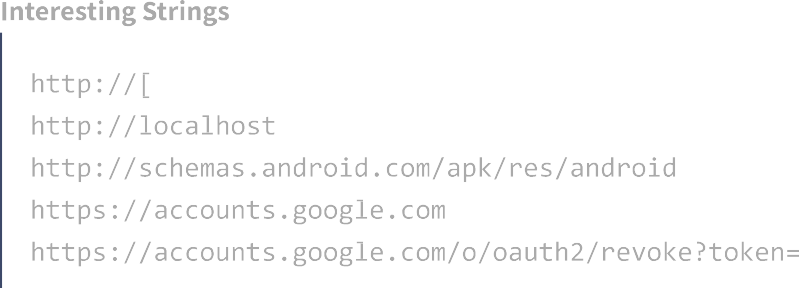 Interesting Strings
http://[
http://localhost
http://schemas.android.com/apk/res/android
https://accounts.google.com
https://accounts.google.com/o/oauth2/revoke?token=